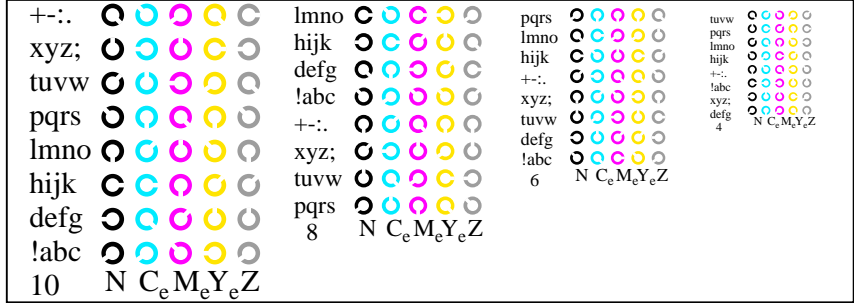 +-:.
xyz;
tuvw
pqrs
lmno
hijk
defg
!abc
10 N CeMeYeZ
lmno
hijk
defg
!abc
+-:.
xyz;
tuvw
pqrs
8 N CeMeYeZ
pqrs
lmno
hijk
+-:.
xyz;
tuvw
defg
!abc
6 N CeMeYeZ
tuvw
pqrs
lmno
hijk
+-:.
!abc
xyz;
defg
4 N CeMeYeZ